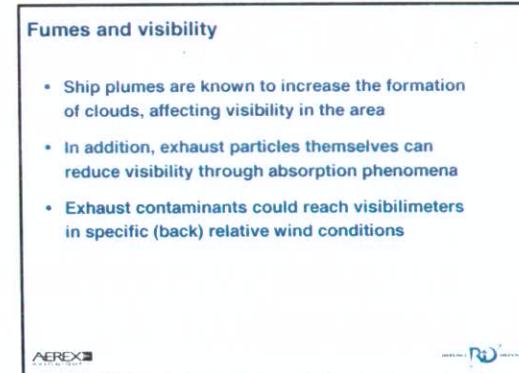 Fumes and visibility
• Ship plumes are known to increase the formation
of clouds, affecting visibility in the area
• In addition, exhaust particles themselves can
reduce visibility through absorption phenomena
• Exhaust contaminants could reach visibilimeters
in specific (back) relative wind conditions
AEREX